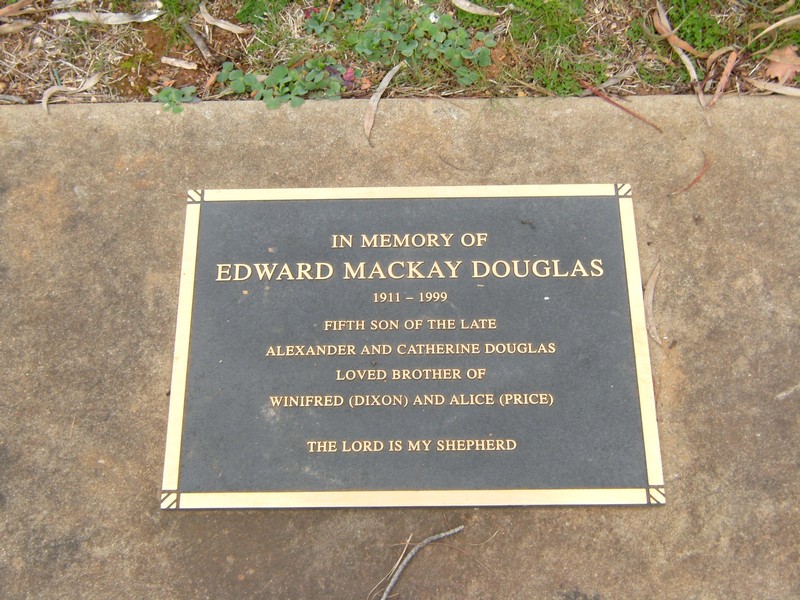 IN MEMORY OF
EDWARD MACKAY DOUGLAS
1911 – 1999
FIFTH SON OF THE LATE
ALEXANDER AND CATHERINE DOUGLAS
LOVED BROTHER OF
WINIFRED (DIXON) AND ALICE (PRICE)
THE LORD IS MY SHEPHERD